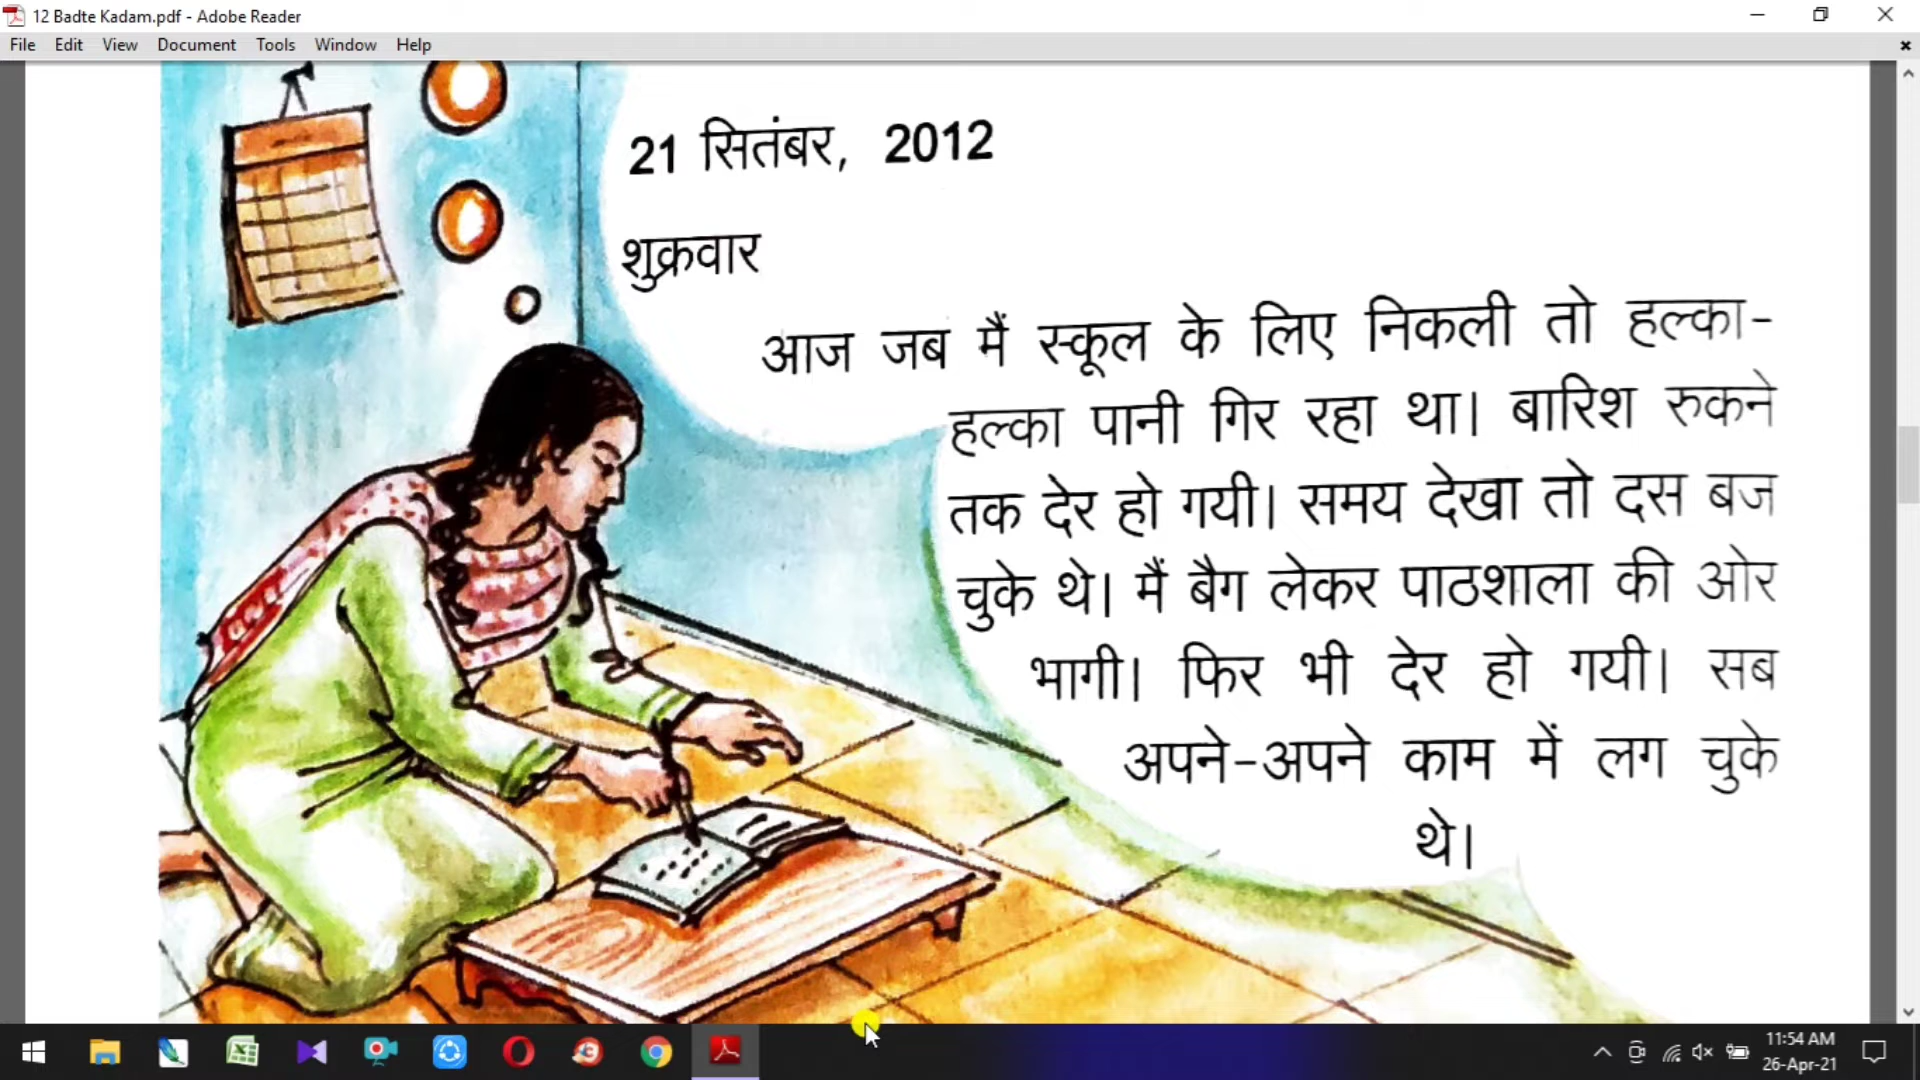 12 Badte Kadam.pdf - Adobe Reader
File Edit View Document Tools Window Help
21 सितंबर, 2012
शुक्रवार
आज जब मैं स्कूल के लिए निकली तो हल्का-
हल्का पानी गिर रहा था। बारिश रुकने
तक देर हो गयी। समय देखा तो दस बज
चुके थे। मैं बैग लेकर पाठशाला की ओर
भागी। फिर भी देर हो गयी। सब
अपने-अपने काम में लग चुके
थे।
11:54 AM
26-Apr-21